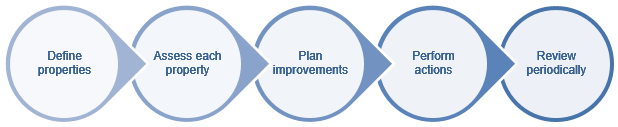 Define
properties
Assess each
property
Plan
improvements
Perform
actions
Review
periodically